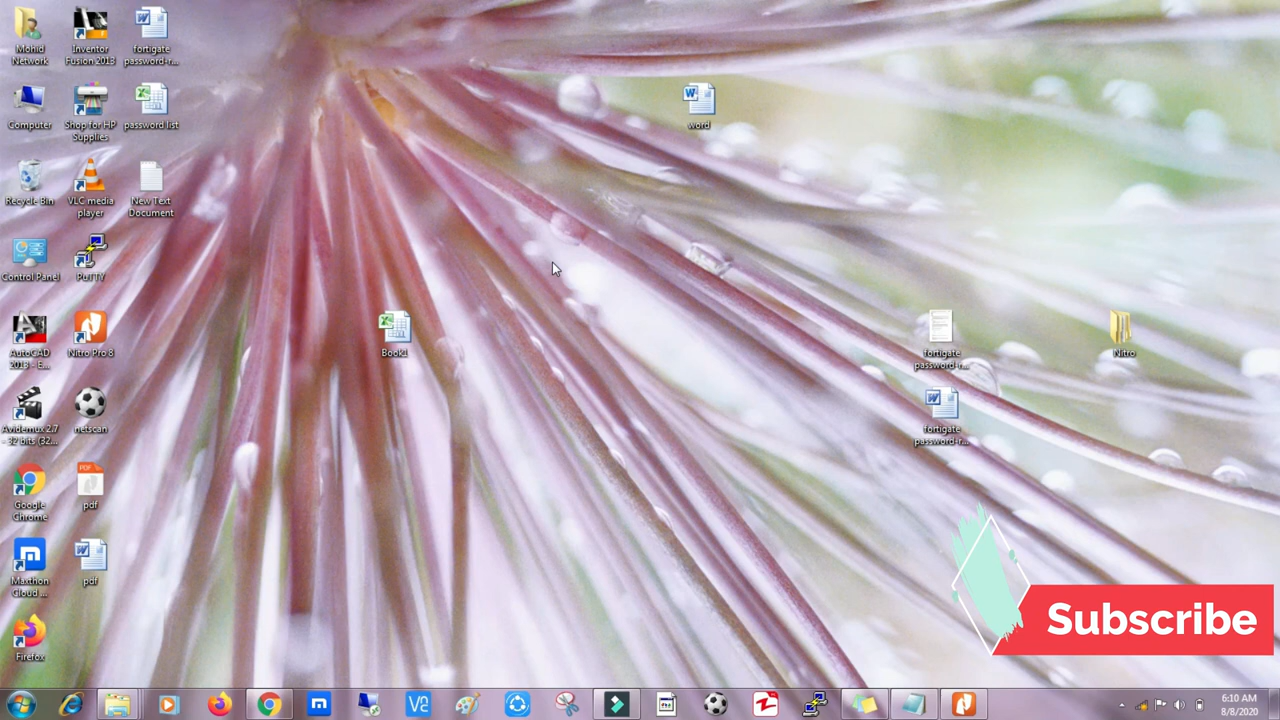 Mohid
Network
Inventor
Fusion 2013
fortigate
password-r...
Computer
Shop for HP
Supplies
password list
Recycle Bin
VLC media
player
New Text
Document
Control Panel
PuTTY
AutoCAD
2013 - E...
Nitro Pro 8
Avidemux 2.7
- 32 bits (32...
netscan
Google
Chrome
pdf
Maxthon
Cloud ...
pdf
Firefox
word
Book1
fortigate
password-r...
Nitro
fortigate
password-r...
Subscribe
6:10 AM
8/8/2020